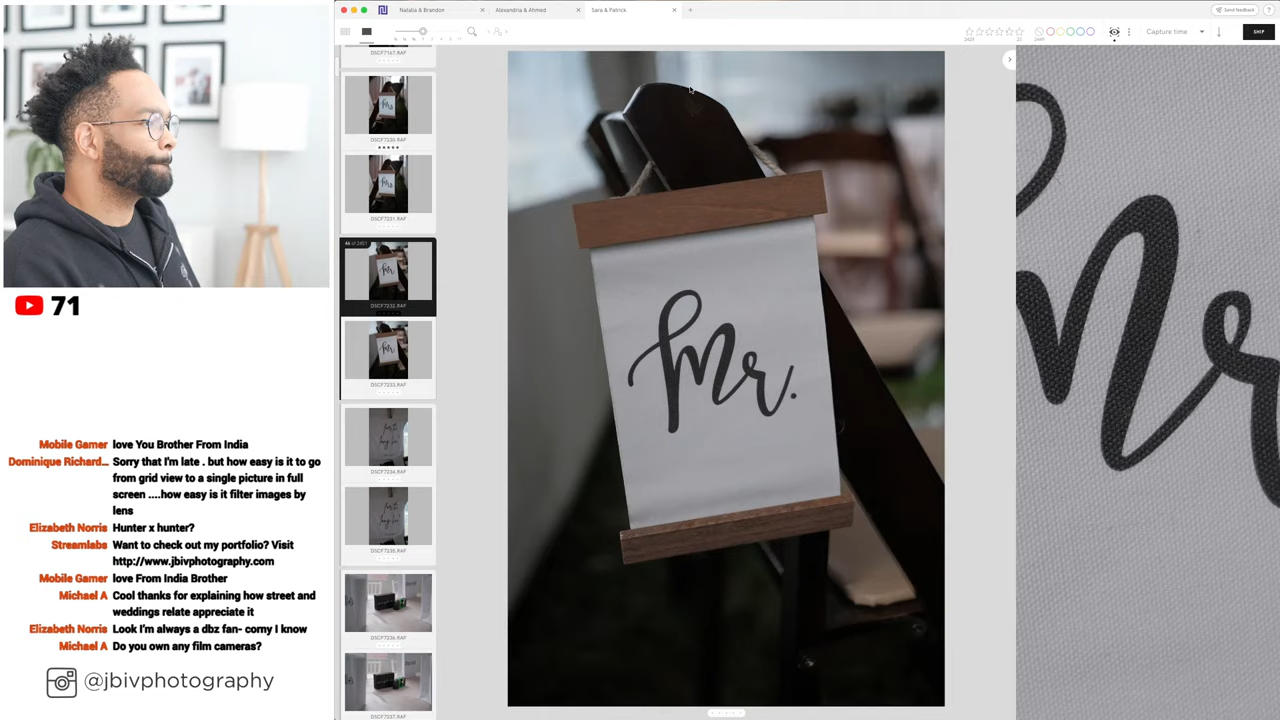 Natalia & Brandon
Alexandria & Ahmed
Sara & Patrick
Send feedback
Capture time
SHIP
DSCF7167.RAF
DSCF7230.RAF
DSCF7231.RAF
DSCF7232.RAF
DSCF7233.RAF
DSCF7234.RAF
DSCF7235.RAF
DSCF7236.RAF
DSCF7237.RAF
Mr.
Mr
71
Mobile Gamer love You Brother From India
Dominique Richard... Sorry that I'm late . but how easy is it to go
from grid view to a single picture in full
screen ....how easy is it filter images by
lens
Elizabeth Norris Hunter x hunter?
Streamlabs Want to check out my portfolio? Visit
http://www.jbivphotography.com
Mobile Gamer love From India Brother
Michael A Cool thanks for explaining how street and
weddings relate appreciate it
Elizabeth Norris Look I'm always a dbz fan- corny I know
Michael A Do you own any film cameras?
@jbivphotography